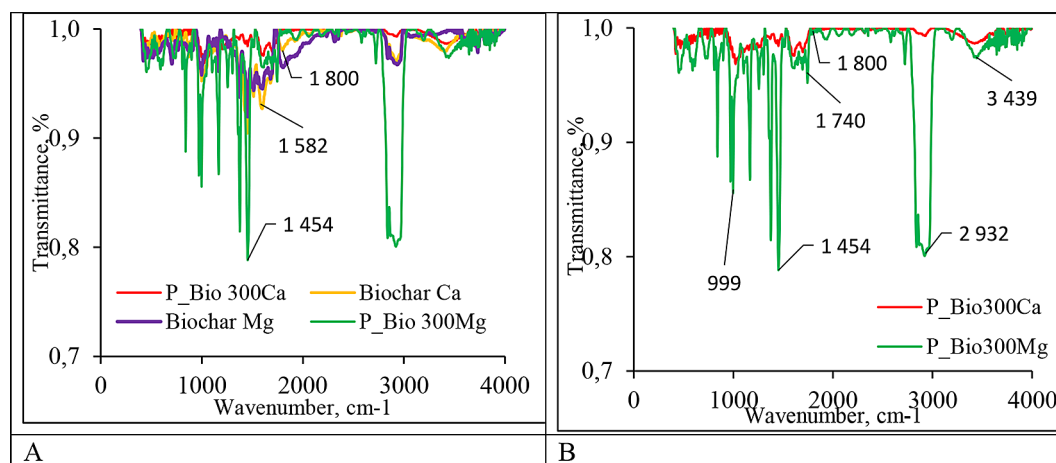 1,0
0,9
0,8
0,7
Transmittance, %
1 800
1 582
1 454
P_Bio 300Ca
Biochar Ca
Biochar Mg
P_Bio 300Mg
0 1000 2000 3000 4000
Wavenumber, cm-1
A
1,0
0,9
0,8
0,7
Transmittance, %
1 800
3 439
1 740
1 454
2 932
999
P_Bio300Ca
P_Bio300Mg
0 1000 2000 3000 4000
Wavenumber, cm-1
B